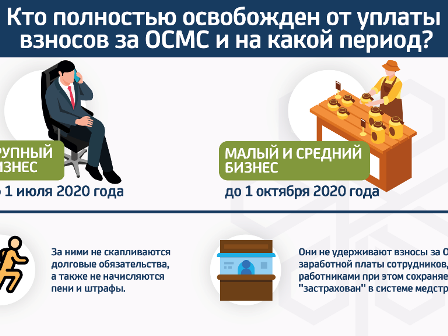 Кто полностью освобожден от уплаты
взносов за ОСМС и на какой период?
РУПНЫЙ
ИЗНЕС
1 июля 2020 года
МАЛЫЙ И СРЕДНИЙ
БИЗНЕС
до 1 октября 2020 года
За ними не скапливаются
долговые обязательства,
а также не начисляются
пени и штрафы.
Они не удерживают взносы за О
заработной платы сотрудников,
работниками при этом сохраняе
"застрахован" в системе медстр